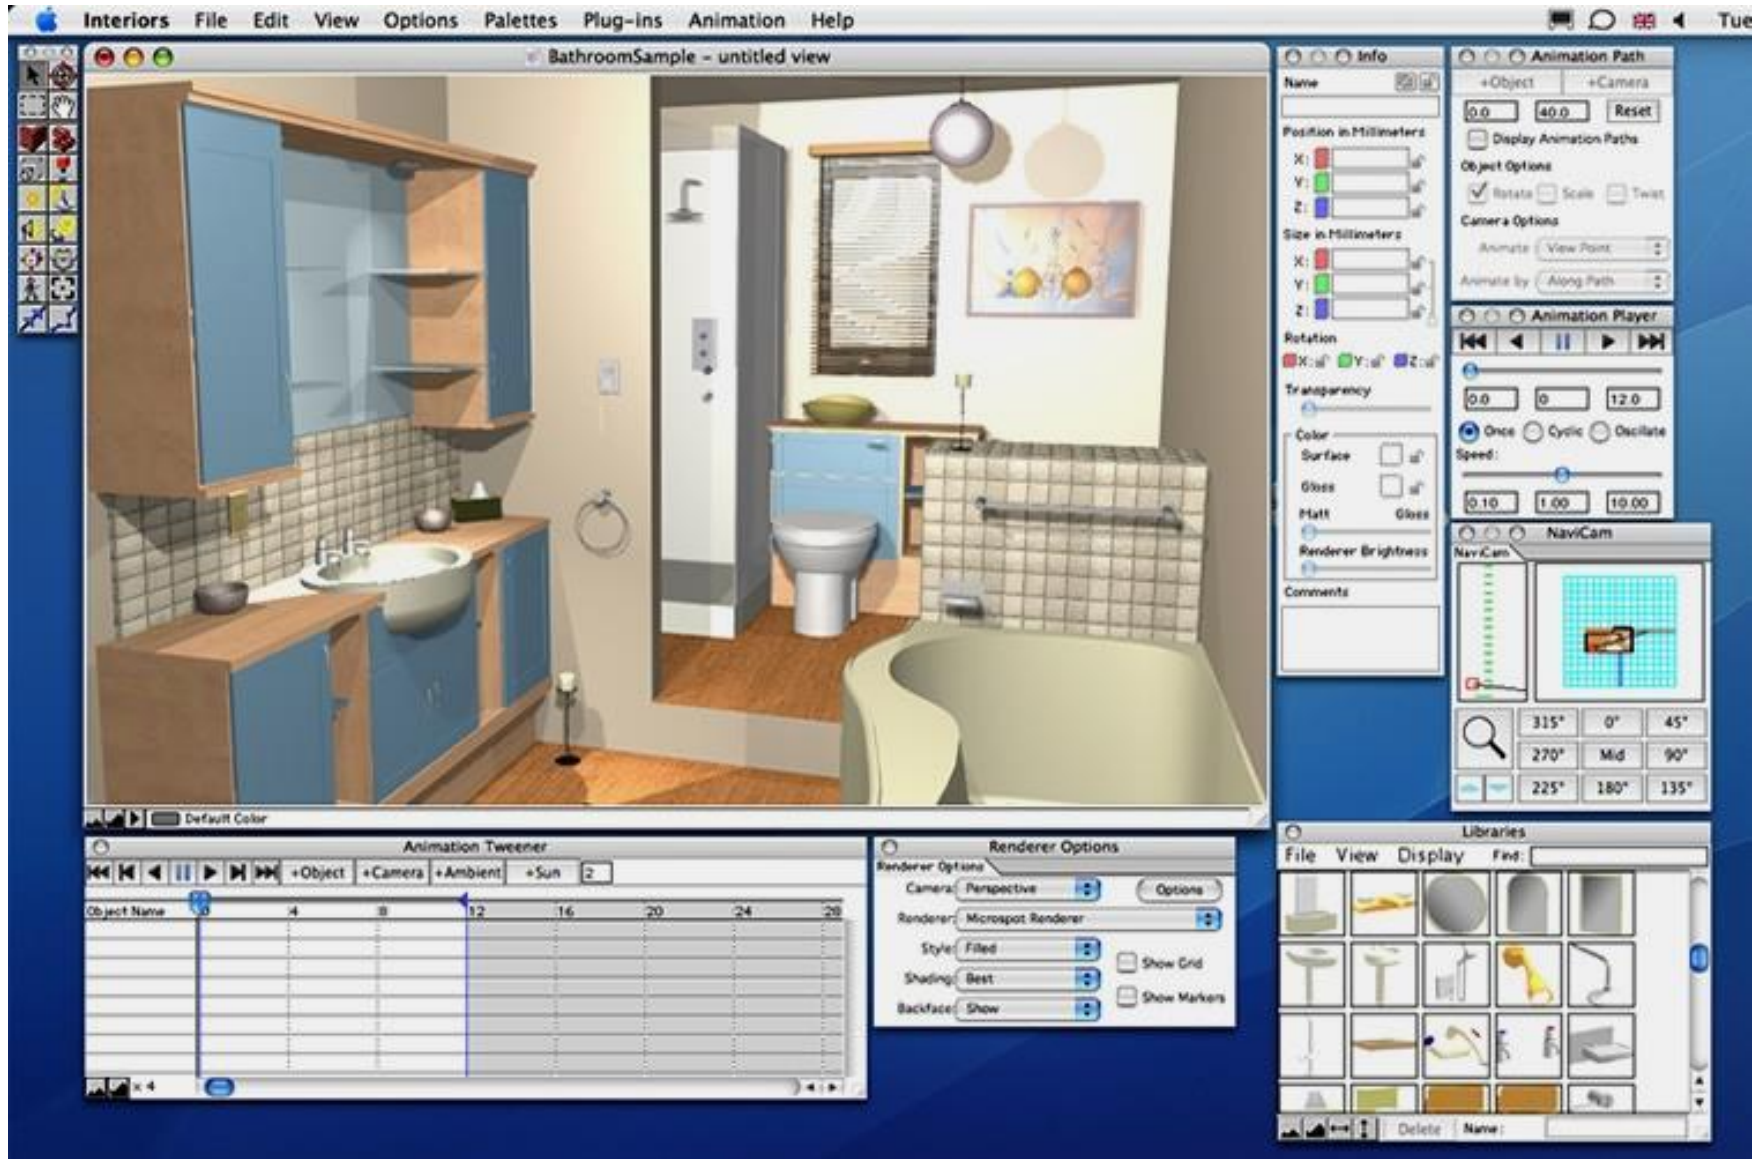 Interiors File Edit View Options Palettes Plug-ins Animation Help Tue
BathroomSample - untitled view
Default Color
Info
Name
Position in Millimeters
X:
Y:
Z:
Size in Millimeters
X:
Y:
Z:
Rotation
X: Y: Z:
Transparency
Color
Surface
Gloss
Matt Gloss
Renderer Brightness
Comments
Animation Path
+Object +Camera
0.0 40.0 Reset
Display Animation Paths
Object Options
Rotate Scale Twist
Camera Options
Animate View Point
Animate by Along Path
Animation Player
0.0 0 12.0
Once Cyclic Oscillate
Speed:
0.10 1.00 10.00
NaviCam
NaviCam
315° 0° 45°
270° Mid 90°
225° 180° 135°
Animation Tweener
+Object +Camera +Ambient +Sun 2
Object Name :0 :4 :8 :12 :16 :20 :24 :28
x 4
Renderer Options
Renderer Options
Camera: Perspective Options
Renderer: Microspot Renderer
Style: Filled
Show Grid
Shading: Best
Show Markers
Backface: Show
Libraries
File View Display Find:
Delete Name: